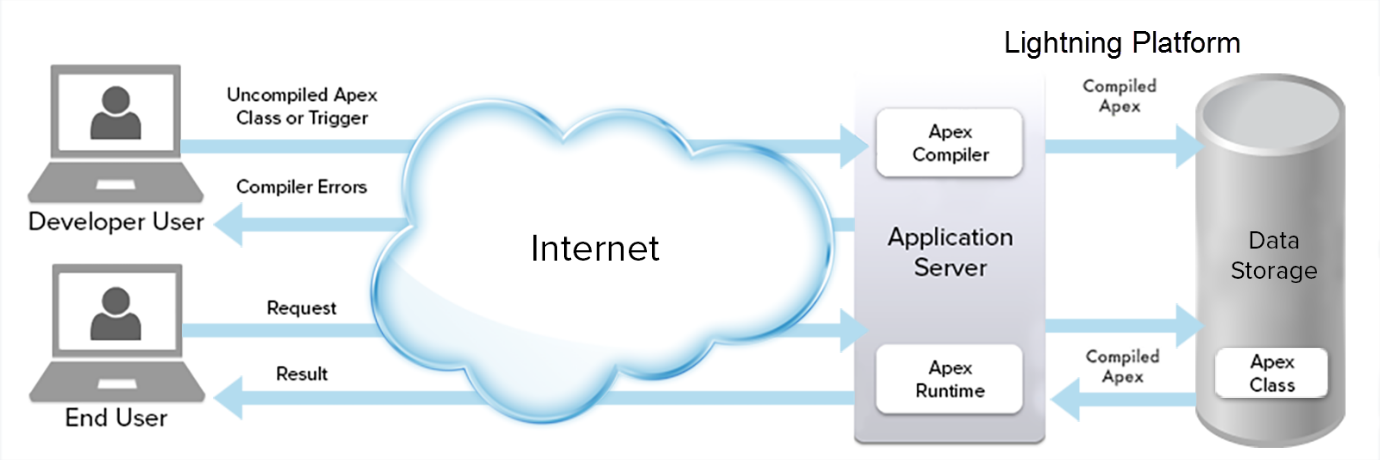 Lightning Platform
Uncompiled Apex
Class or Trigger
Compiler Errors
Developer User
Request
Result
End User
Internet
Apex
Compiler
Application
Server
Apex
Runtime
Compiled
Apex
Compiled
Apex
Data
Storage
Apex
Class